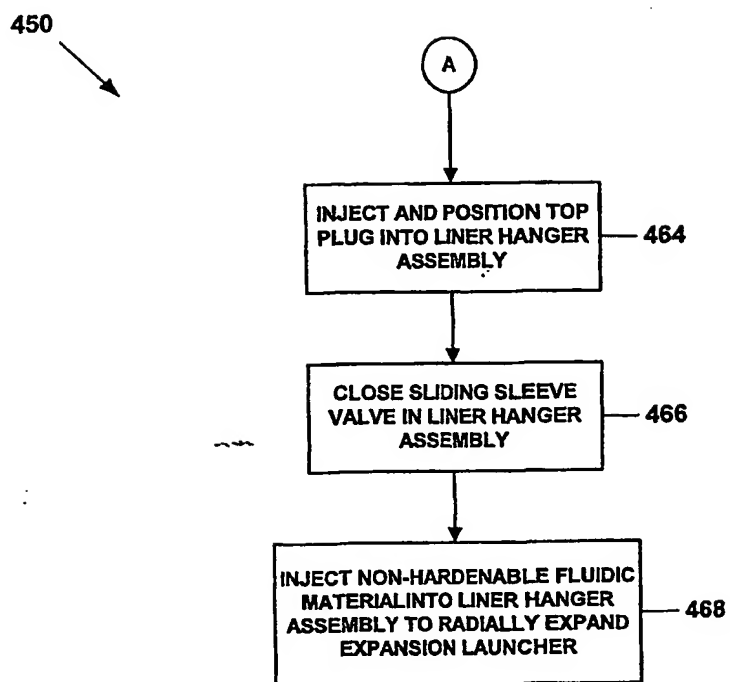 450
A
INJECT AND POSITION TOP
PLUG INTO LINER HANGER
ASSEMBLY
464
CLOSE SLIDING SLEEVE
VALVE IN LINER HANGER
ASSEMBLY
466
INJECT NON-HARDENABLE FLUIDIC
MATERIALINTO LINER HANGER
ASSEMBLY TO RADIALLY EXPAND
EXPANSION LAUNCHER
468